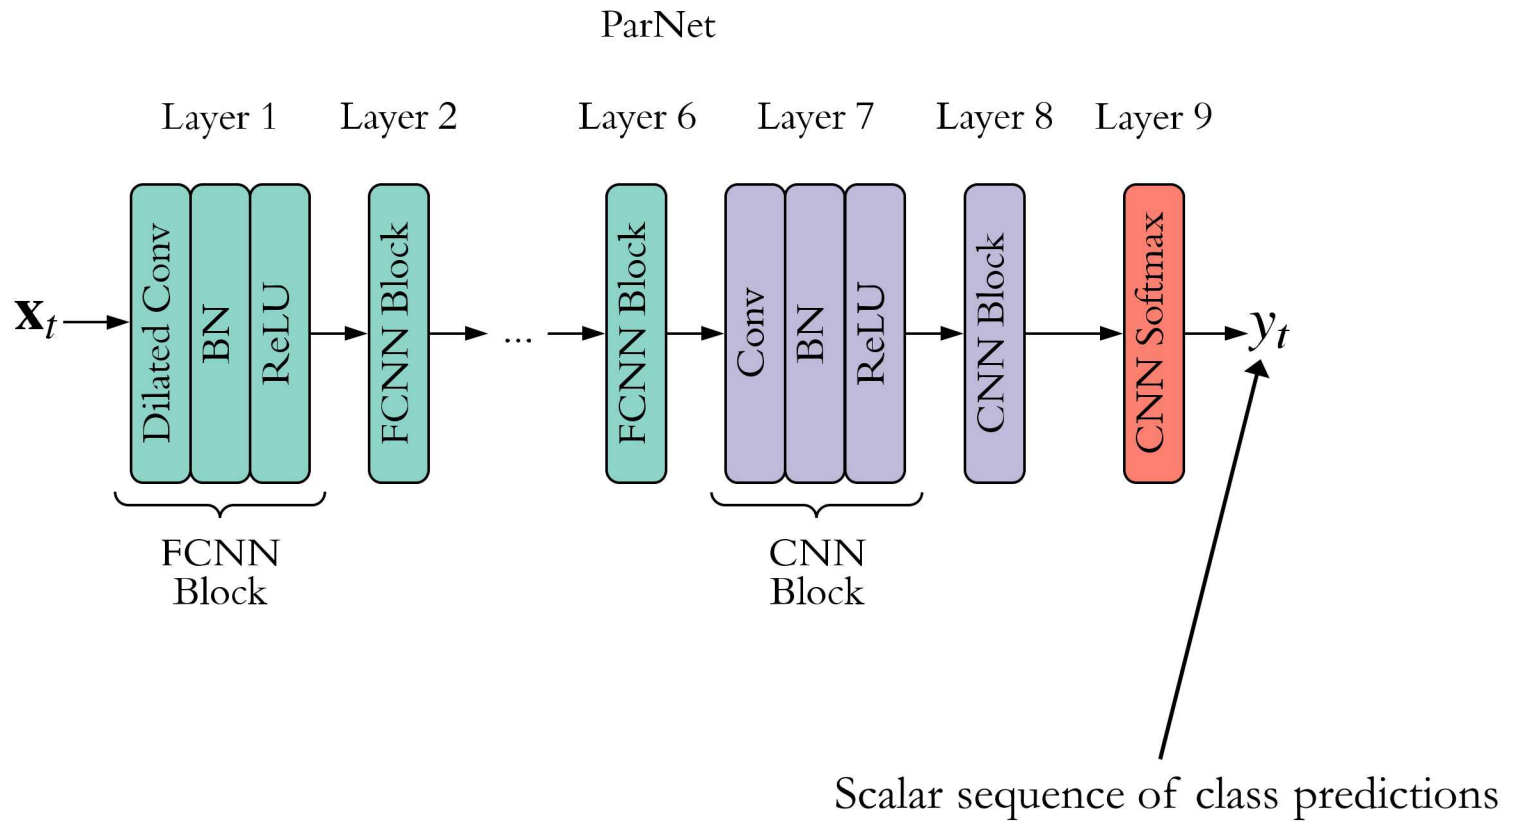 ParNet
Layer 1
Layer 2
Layer 6
Layer 7
Layer 8
Layer 9
x_t
Dilated Conv
BN
ReLU
FCNN Block
...
FCNN Block
Conv
BN
ReLU
CNN Block
CNN Softmax
y_t
FCNN
Block
CNN
Block
Scalar sequence of class predictions